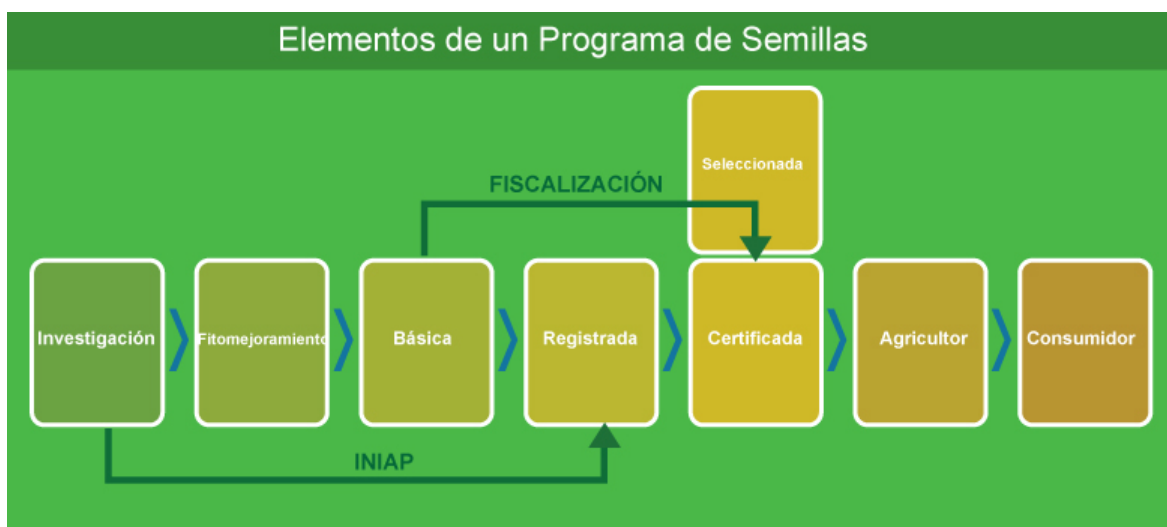 Elementos de un Programa de Semillas
Seleccionada
FISCALIZACIÓN
Investigación
Fitomejoramiento
Básica
Registrada
Certificada
Agricultor
Consumidor
INIAP